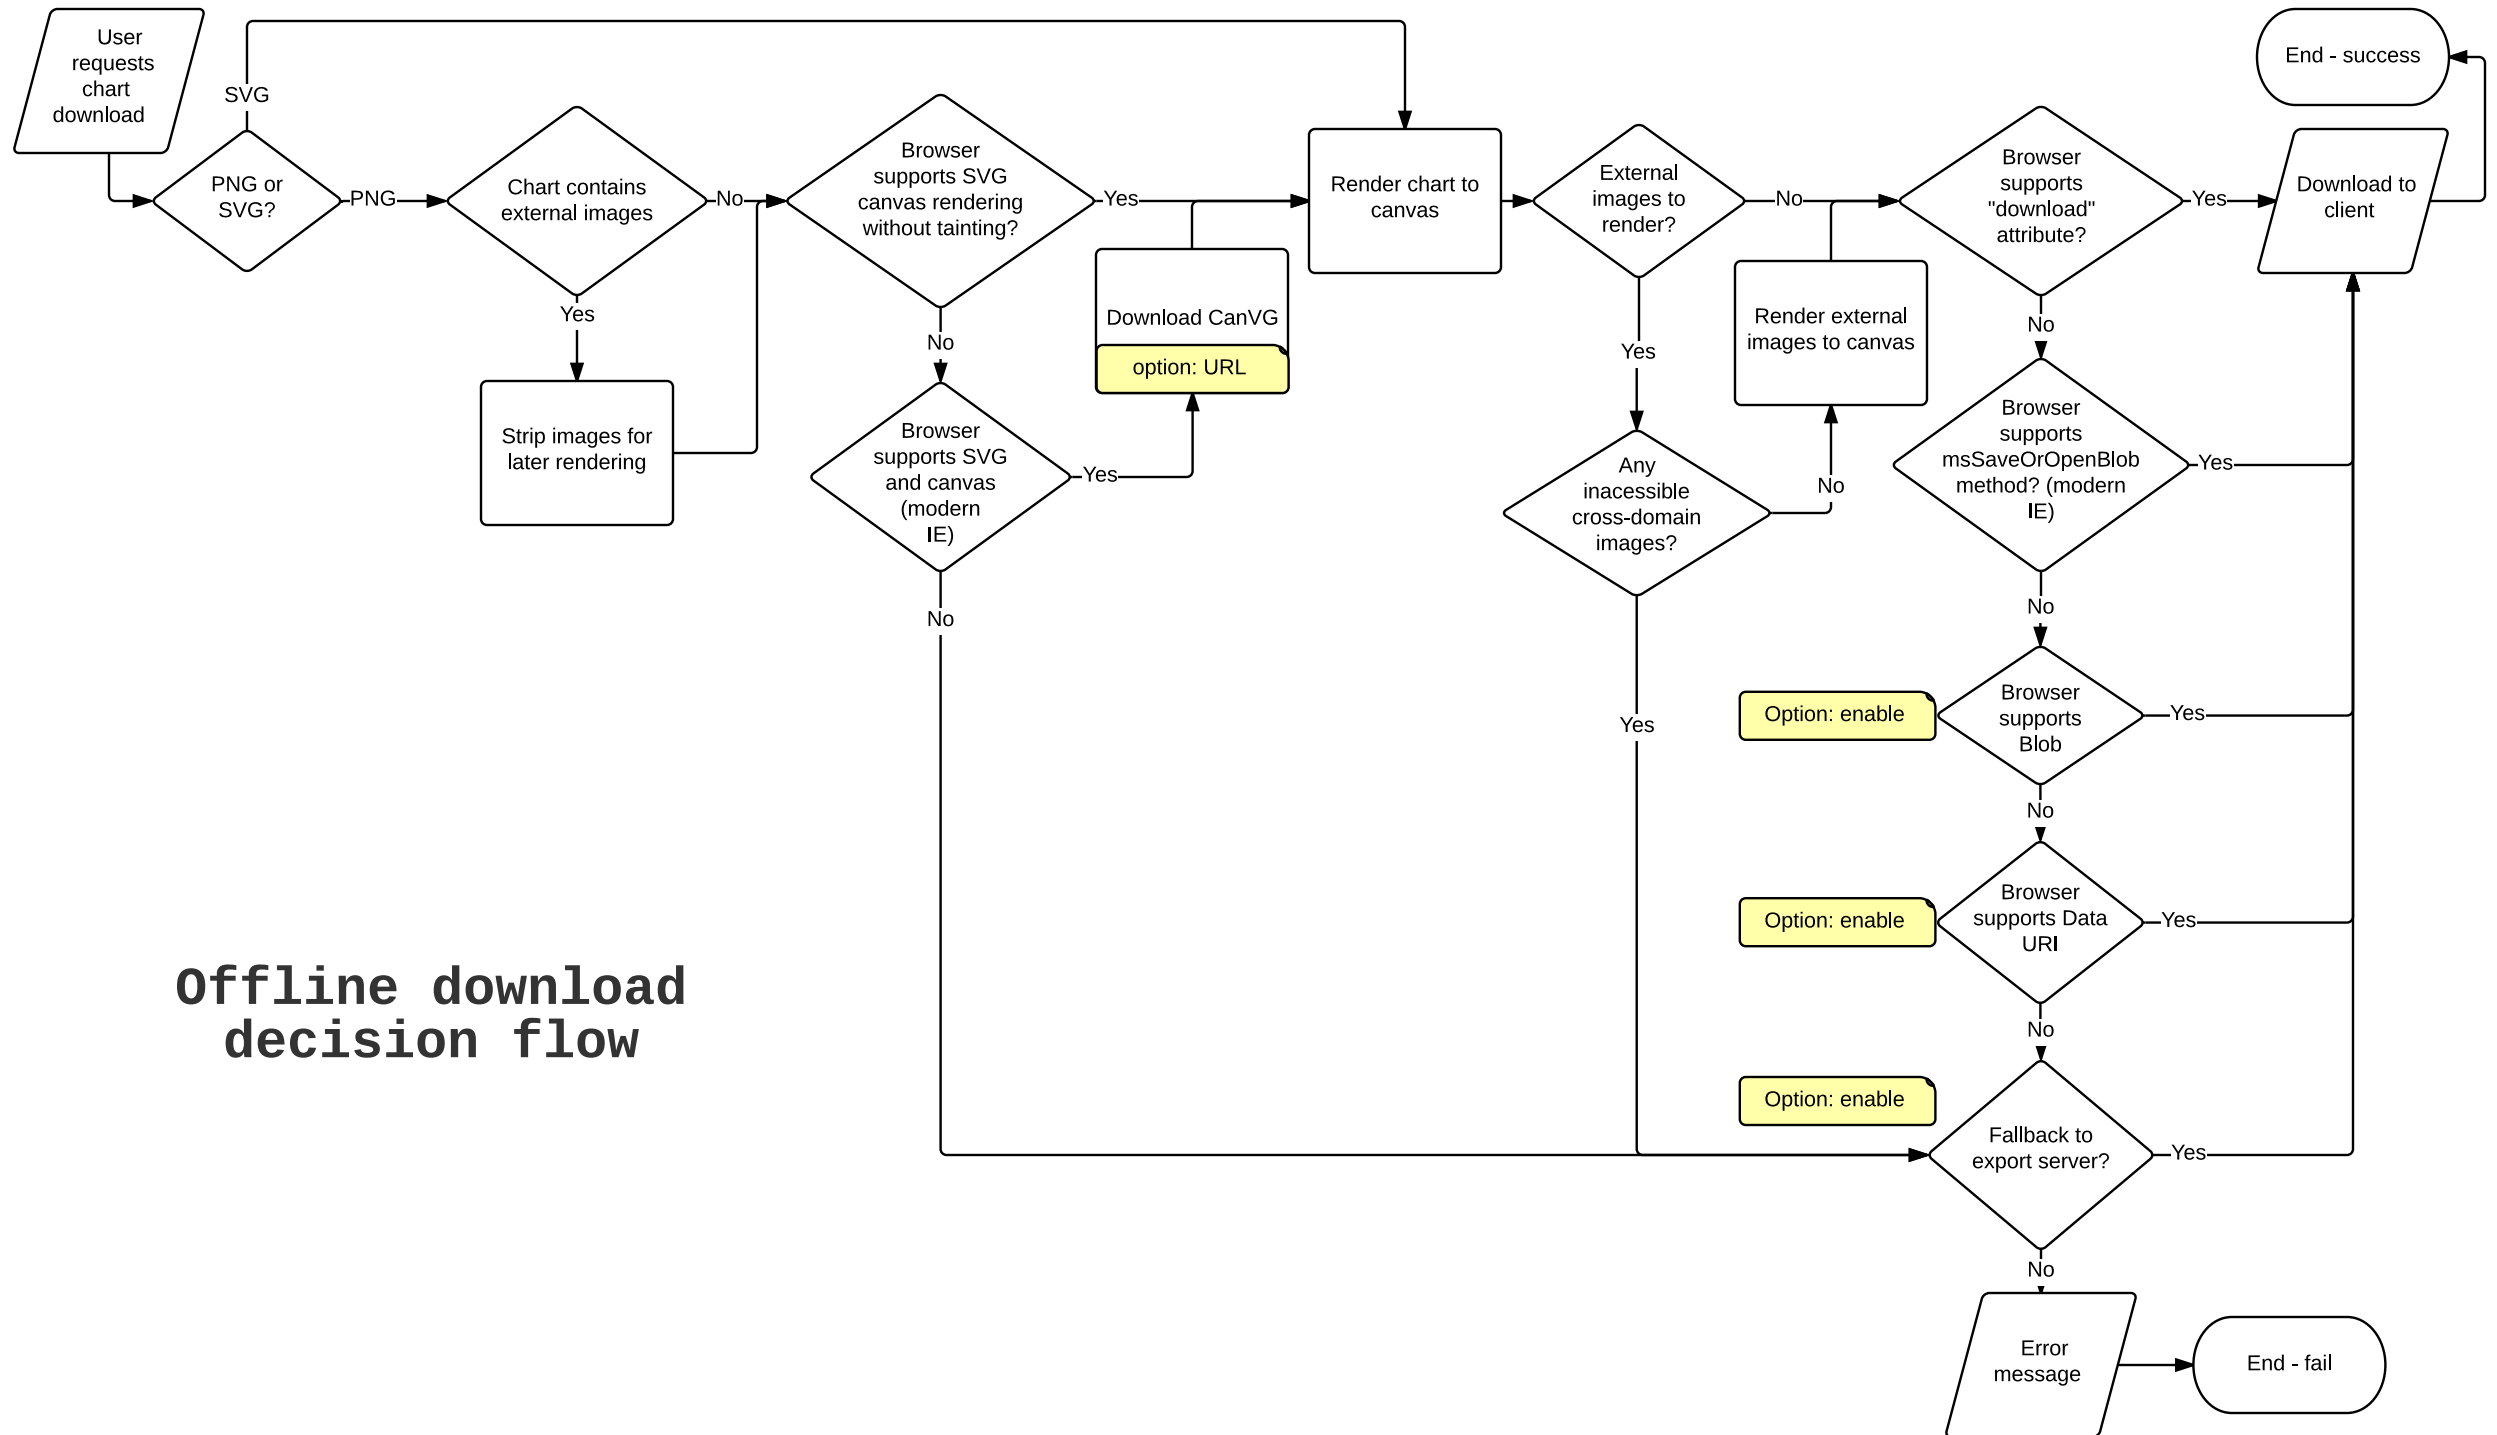 User
requests
chart
download
SVG
PNG or
SVG?
PNG
Chart contains
external images
No
Yes
Strip images for
later rendering
Browser
supports SVG
canvas rendering
without tainting?
Yes
No
Browser
supports SVG
and canvas
(modern
IE)
Yes
No
Download CanVG
option: URL
Render chart to
canvas
External
images to
render?
No
Yes
Any
inacessible
cross-domain
images?
No
Yes
Render external
images to canvas
Browser
supports
"download"
attribute?
Yes
No
Browser
supports
msSaveOrOpenBlob
method? (modern
IE)
Yes
No
Option: enable
Browser
supports
Blob
Yes
No
Option: enable
Browser
supports Data
URI
Yes
No
Option: enable
Fallback to
export server?
Yes
No
Error
message
End - fail
Download to
client
End - success
Offline download
decision flow